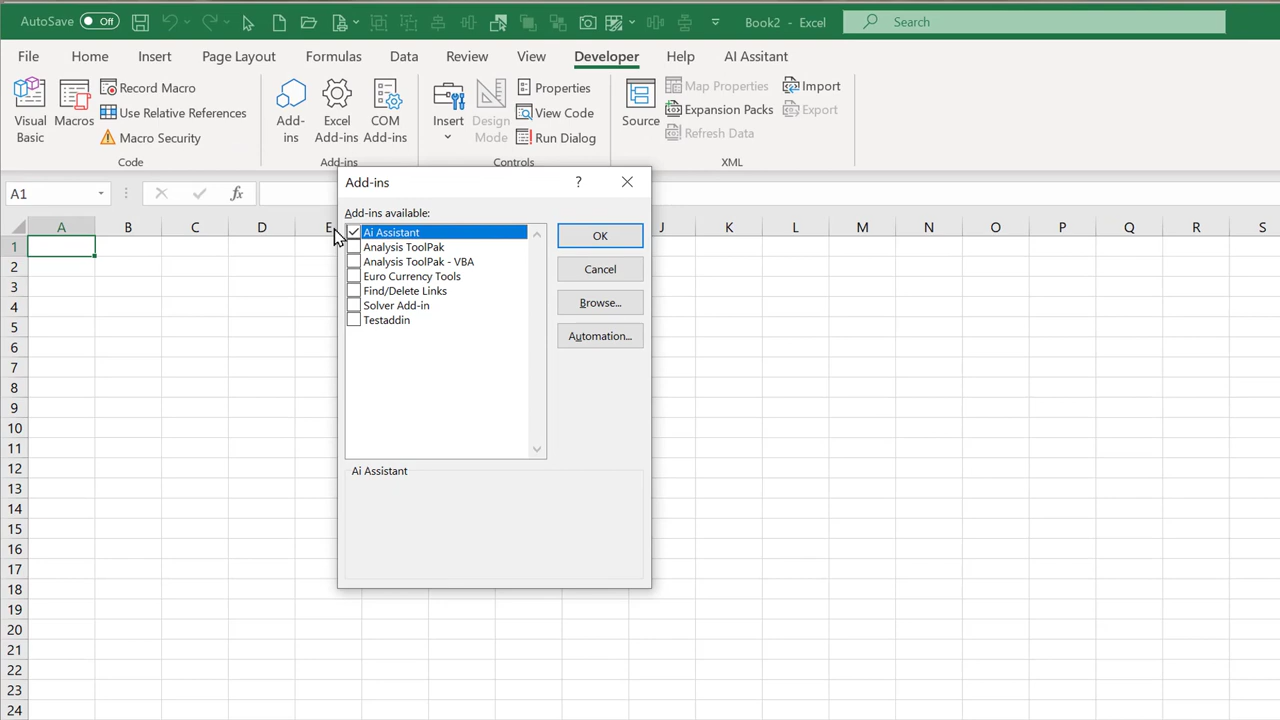 AutoSave Off Book2 - Excel Search
File Home Insert Page Layout Formulas Data Review View Developer Help AI Assitant
Visual Basic
Macros
Record Macro
Use Relative References
Macro Security
Code
Add-ins
Excel Add-ins
COM Add-ins
Add-ins
Insert
Design Mode
Properties
View Code
Run Dialog
Controls
Source
Map Properties
Expansion Packs
Refresh Data
Import
Export
XML
A1 fx
A B C D E J K L M N O P Q R S
1
2
3
4
5
6
7
8
9
10
11
12
13
14
15
16
17
18
19
20
21
22
23
24
Add-ins ?
Add-ins available:
Ai Assistant
Analysis ToolPak
Analysis ToolPak - VBA
Euro Currency Tools
Find/Delete Links
Solver Add-in
Testaddin
OK
Cancel
Browse...
Automation...
Ai Assistant